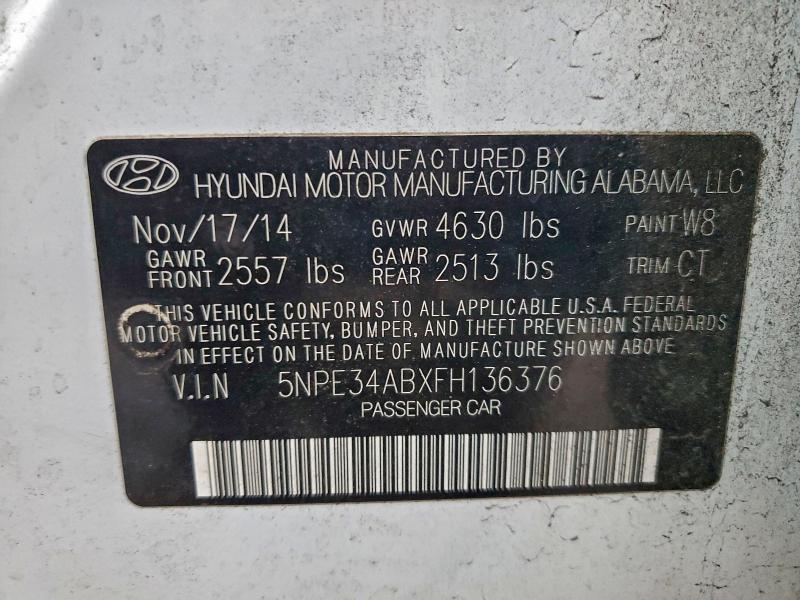 MANUFACTURED BY
HYUNDAI MOTOR MANUFACTURING ALABAMA, LLC
Nov/17/14 GVWR 4630 lbs PAINT W8
GAWR FRONT 2557 lbs GAWR REAR 2513 lbs TRIM CT
THIS VEHICLE CONFORMS TO ALL APPLICABLE U.S.A. FEDERAL
MOTOR VEHICLE SAFETY, BUMPER, AND THEFT PREVENTION STANDARDS
IN EFFECT ON THE DATE OF MANUFACTURE SHOWN ABOVE.
V.I.N 5NPE34ABXFH136376
PASSENGER CAR